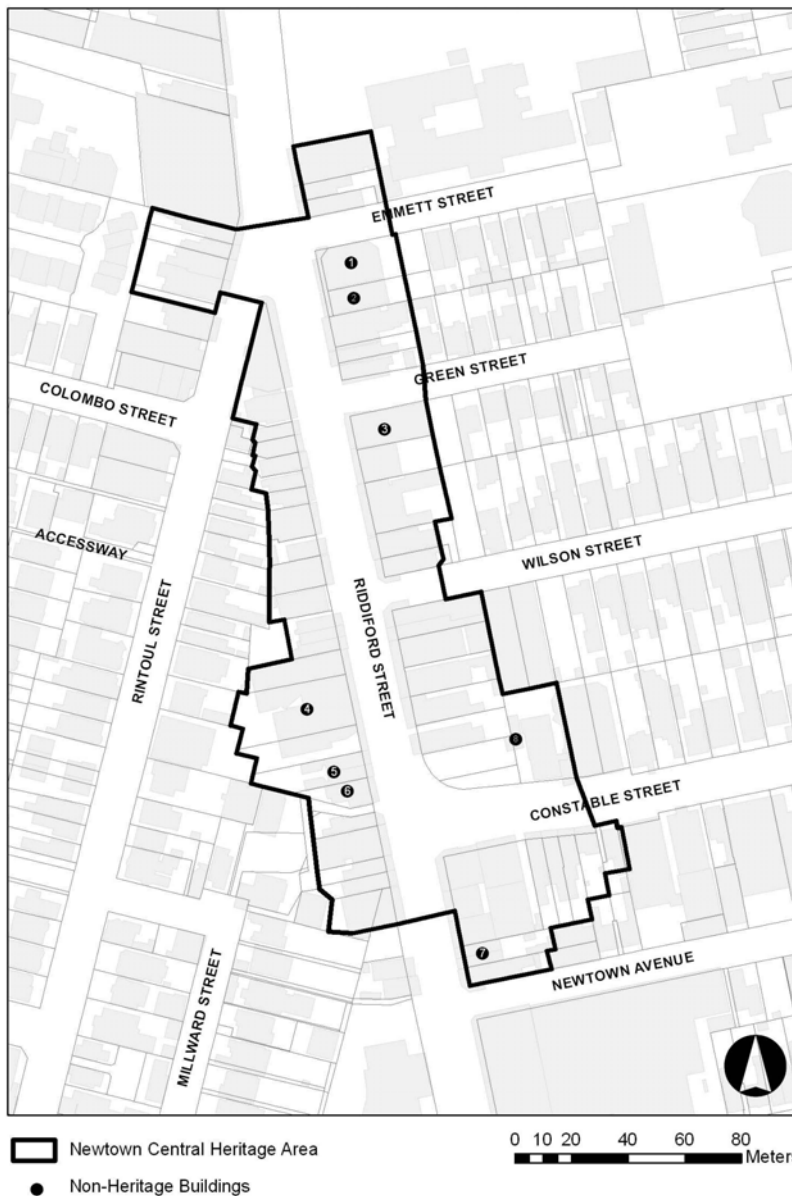 EMMETT STREET
1
2
GREEN STREET
COLOMBO STREET
3
ACCESSWAY
WILSON STREET
RINTOUL STREET
RIDDIFORD STREET
4
8
5
6
CONSTABLE STREET
7
NEWTOWN AVENUE
MILLWARD STREET
Newtown Central Heritage Area
0 10 20 40 60 80
Meters
Non-Heritage Buildings